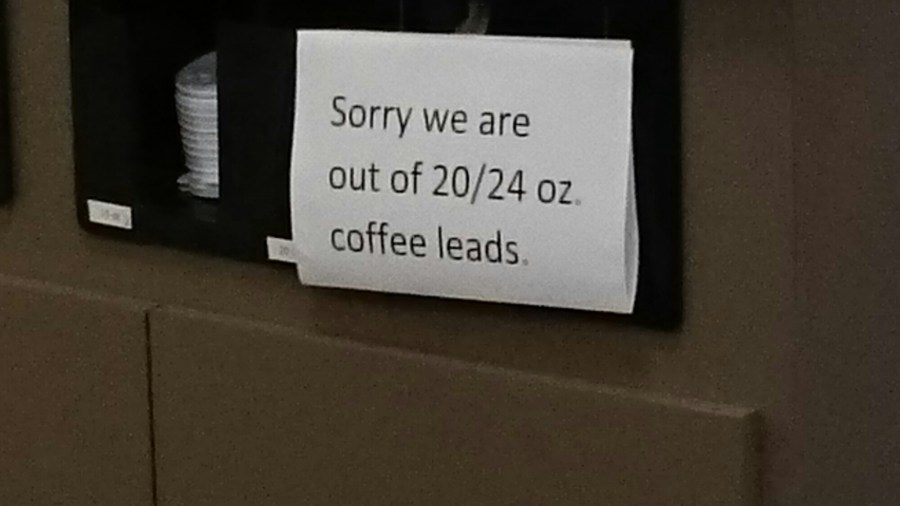 Sorry we are
out of 20/24 oz.
coffee leads.